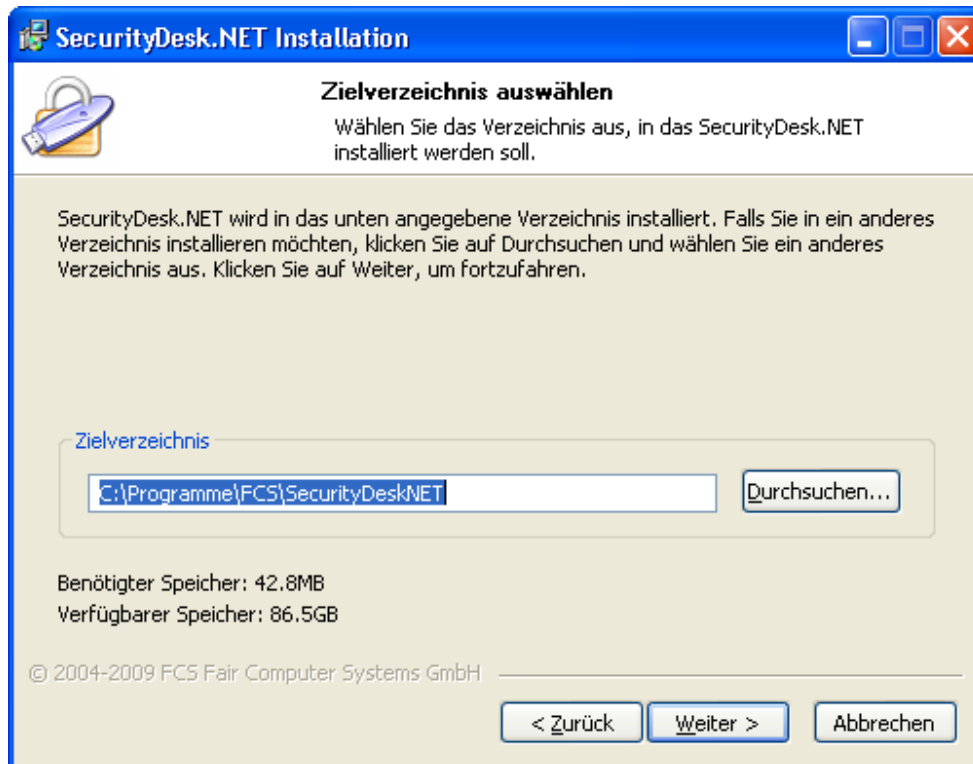 SecurityDesk.NET Installation
Zielverzeichnis auswählen
Wählen Sie das Verzeichnis aus, in das SecurityDesk.NET
installiert werden soll.
SecurityDesk.NET wird in das unten angegebene Verzeichnis installiert. Falls Sie in ein anderes
Verzeichnis installieren möchten, klicken Sie auf Durchsuchen und wählen Sie ein anderes
Verzeichnis aus. Klicken Sie auf Weiter, um fortzufahren.
Zielverzeichnis
C:\Programme\FCS\SecurityDeskNET
Durchsuchen...
Benötigter Speicher: 42.8MB
Verfügbarer Speicher: 86.5GB
© 2004-2009 FCS Fair Computer Systems GmbH
< Zurück
Weiter >
Abbrechen